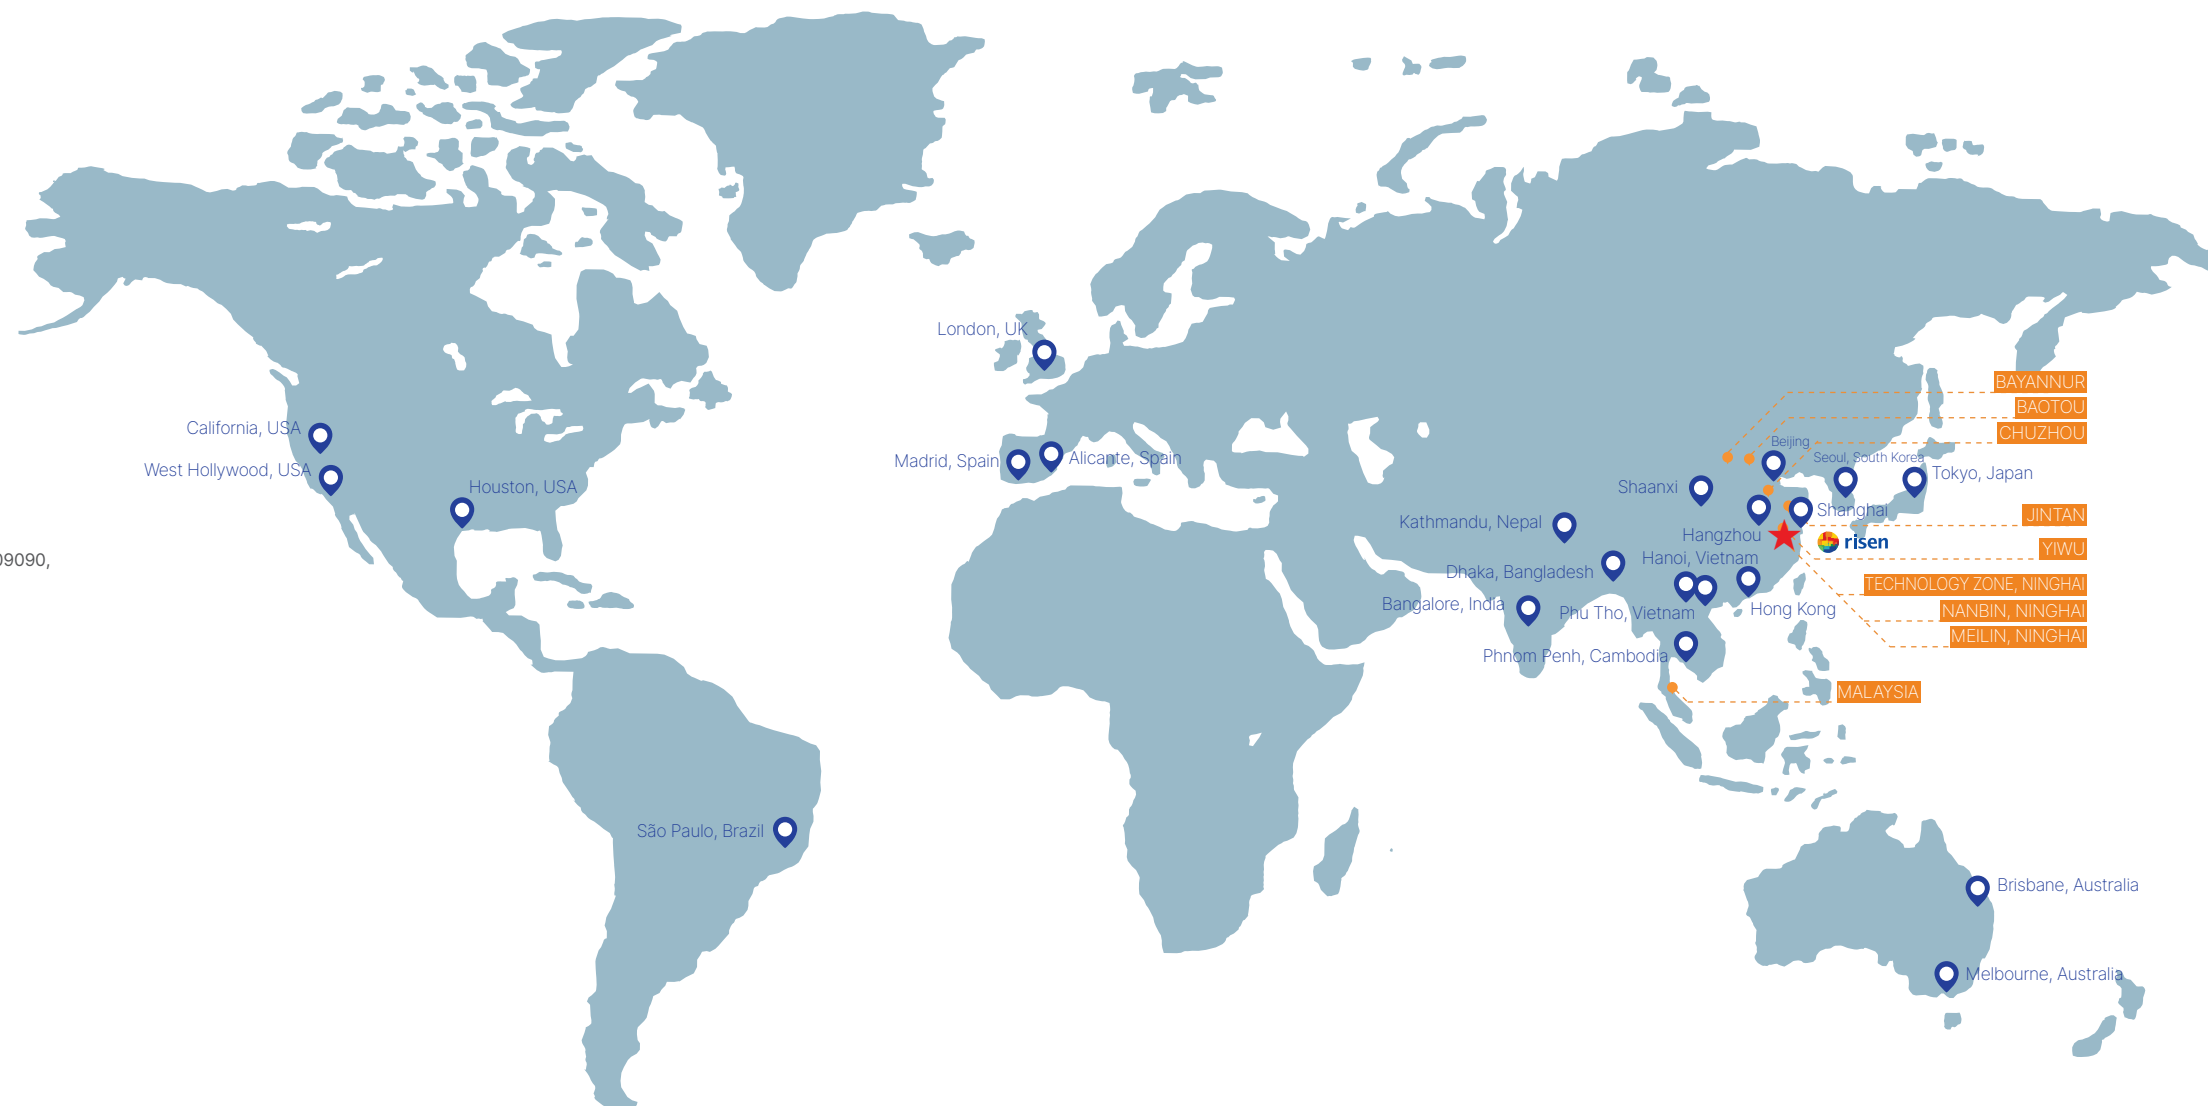 London, UK
BAYANNUR
BAOTOU
California, USA
CHUZHOU
Beijing
Madrid, Spain
Alicante, Spain
Seoul, South Korea
West Hollywood, USA
Tokyo, Japan
Houston, USA
Shaanxi
Shanghai
JINTAN
Kathmandu, Nepal
Hangzhou
risen
YIWU
09090,
Hanoi, Vietnam
Dhaka, Bangladesh
TECHNOLOGY ZONE, NINGHAI
Bangalore, India
Phu Tho, Vietnam
Hong Kong
NANBIN, NINGHAI
MEILIN, NINGHAI
Phnom Penh, Cambodia
MALAYSIA
São Paulo, Brazil
Brisbane, Australia
Melbourne, Australia